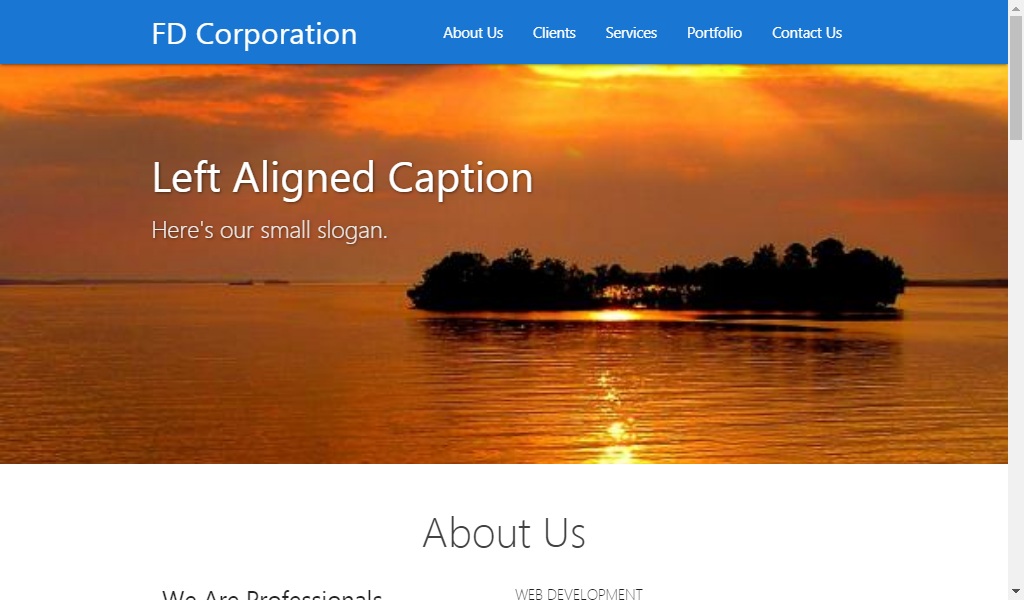 FD Corporation
About Us
Clients
Services
Portfolio
Contact Us
Left Aligned Caption
Here's our small slogan.
About Us
We Are Professionals
WEB DEVELOPMENT